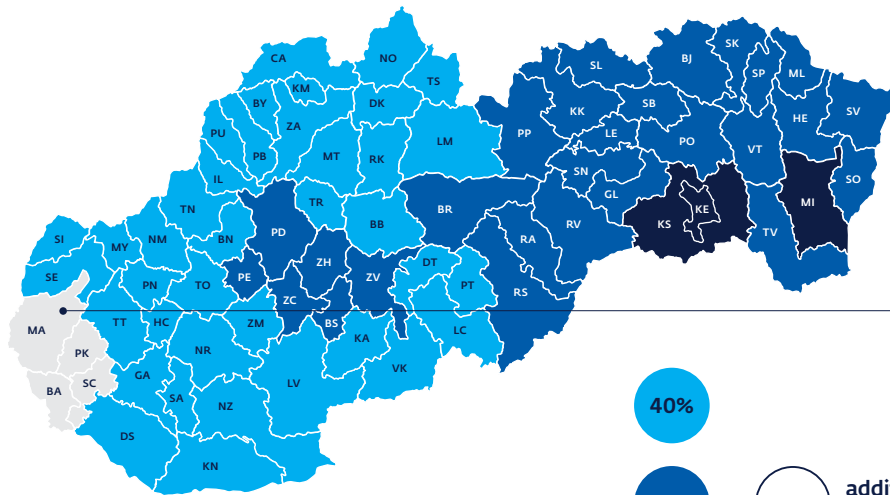 CA
NO
KM
TS
BY
DK
PU
ZA
PB
MT
RK
LM
IL
TN
TR
BB
SI
MY
NM
BN
PD
SE
PN
TO
PE
ZH
ZV
DT
PT
ZC
BS
MA
TT
HC
ZM
KA
LC
PK
NR
VK
BA
SC
GA
SA
NZ
LV
DS
KN
SL
BJ
SK
SP
ML
PP
KK
SB
HE
SV
LE
PO
VT
SN
GL
SO
BR
RA
RV
KS
KE
MI
TV
RS
40%
addi